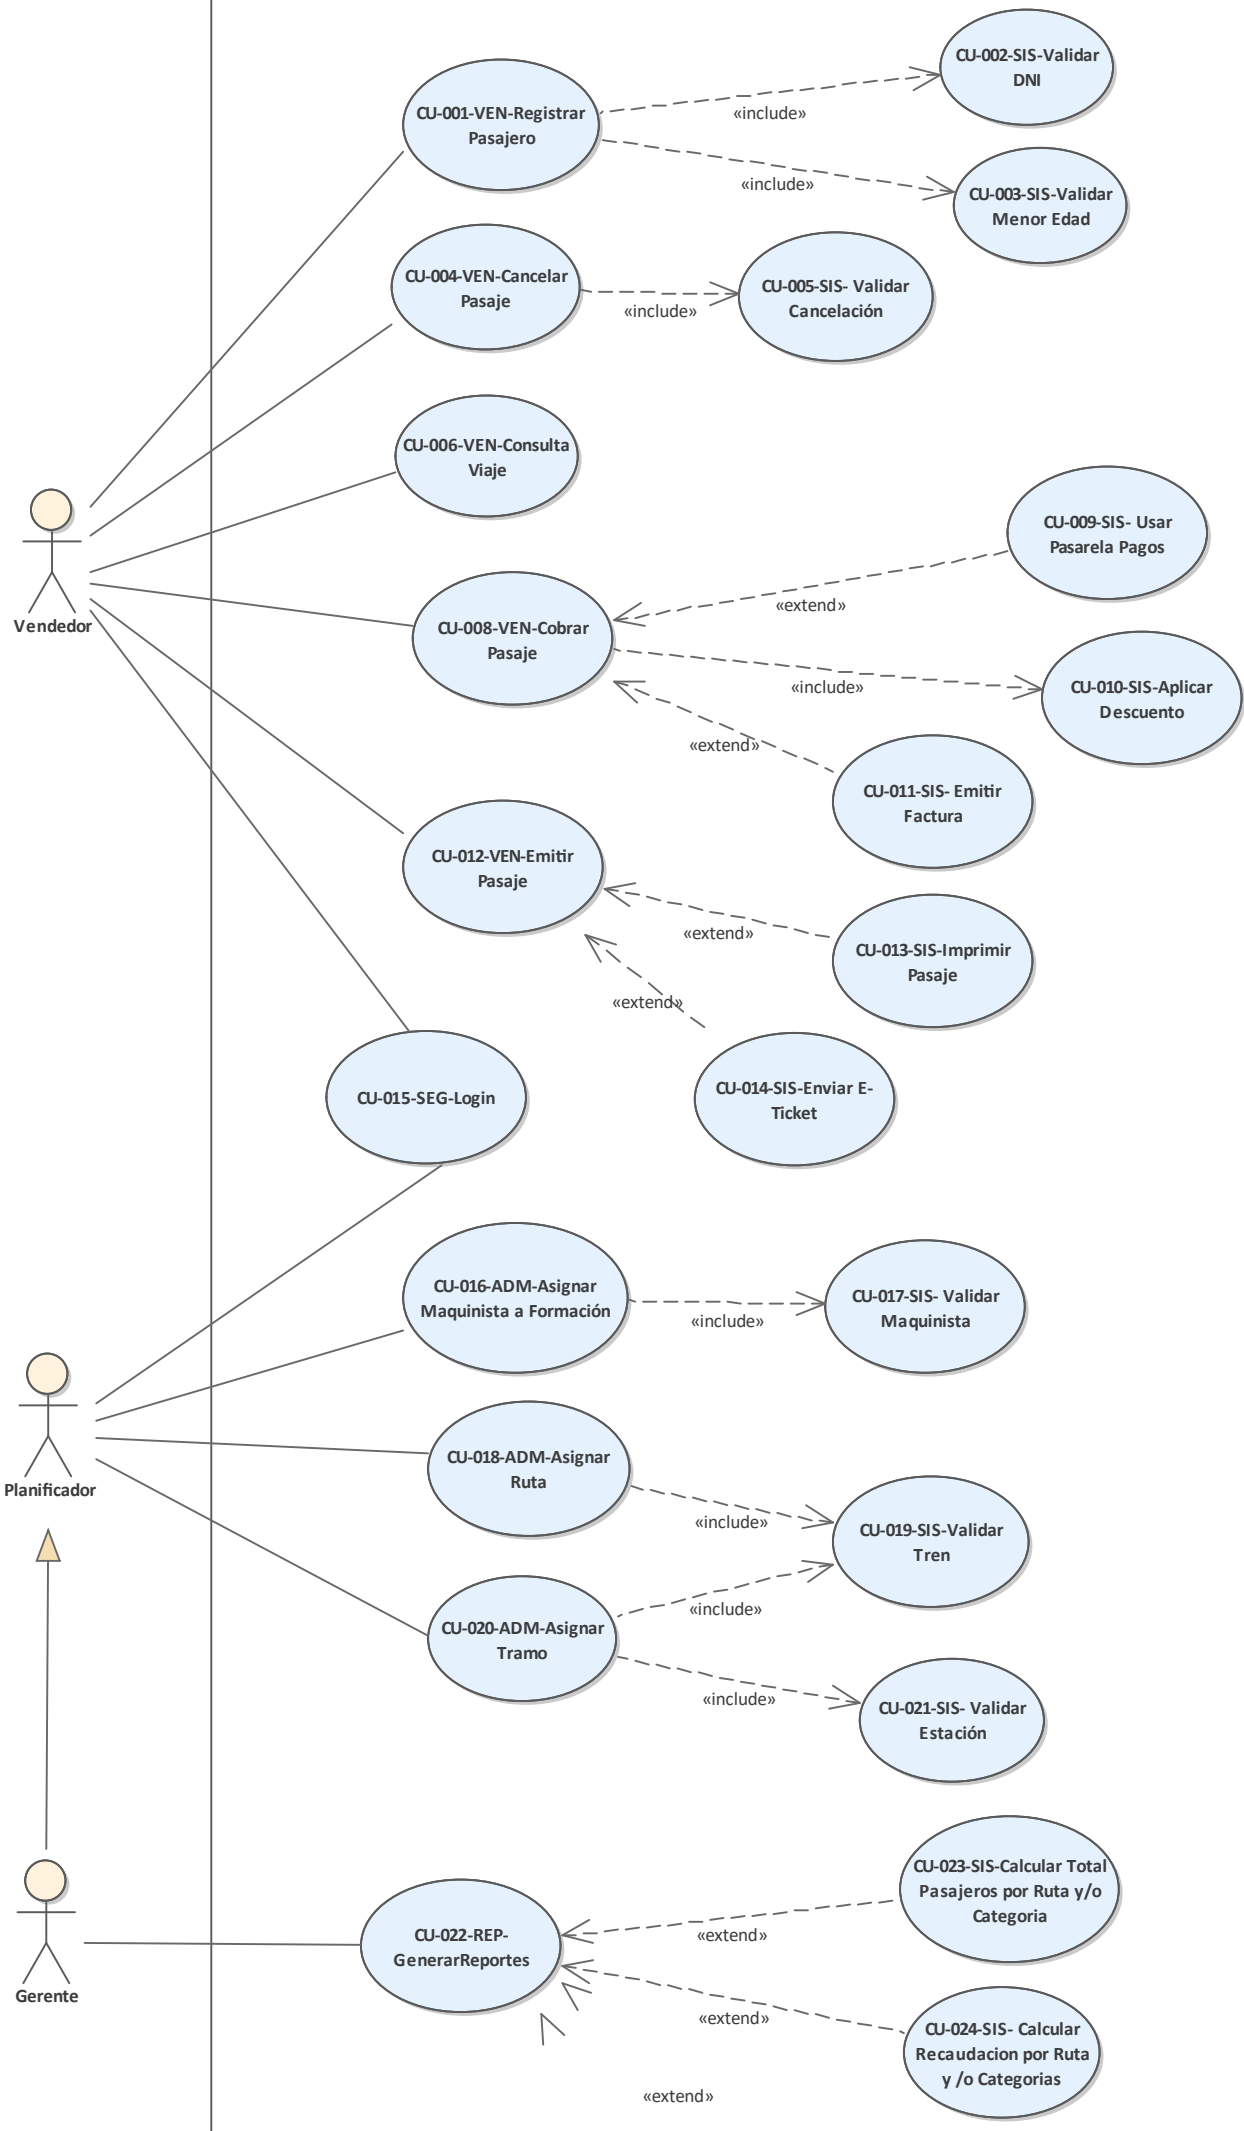 CU-002-SIS-Validar
DNI
CU-001-VEN-Registrar
Pasajero
«include»
«include»
CU-003-SIS-Validar
Menor Edad
CU-004-VEN-Cancelar
Pasaje
CU-005-SIS- Validar
Cancelación
«include»
CU-006-VEN-Consulta
Viaje
Vendedor
CU-009-SIS- Usar
Pasarela Pagos
«extend»
CU-008-VEN-Cobrar
Pasaje
«include»
CU-010-SIS-Aplicar
Descuento
«extend»
CU-011-SIS- Emitir
Factura
CU-012-VEN-Emitir
Pasaje
«extend»
CU-013-SIS-Imprimir
Pasaje
«extend»
CU-014-SIS-Enviar E-
Ticket
CU-015-SEG-Login
CU-016-ADM-Asignar
Maquinista a Formación
«include»
CU-017-SIS- Validar
Maquinista
Planificador
CU-018-ADM-Asignar
Ruta
«include»
CU-019-SIS-Validar
Tren
«include»
CU-020-ADM-Asignar
Tramo
«include»
CU-021-SIS- Validar
Estación
CU-023-SIS-Calcular Total
Pasajeros por Ruta y/o
Categoria
«extend»
CU-022-REP-
GenerarReportes
Gerente
«extend»
CU-024-SIS- Calcular
Recaudacion por Ruta
y /o Categorias
«extend»